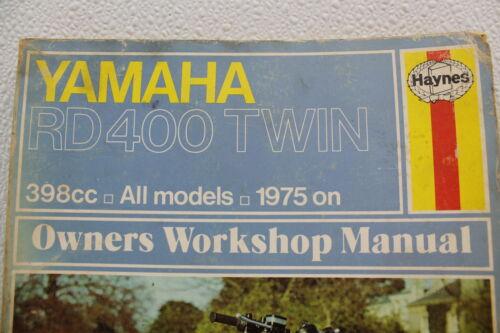 YAMAHA
Haynes
RD400 TWIN
398cc □ All models □ 1975 on
Owners Workshop Manual